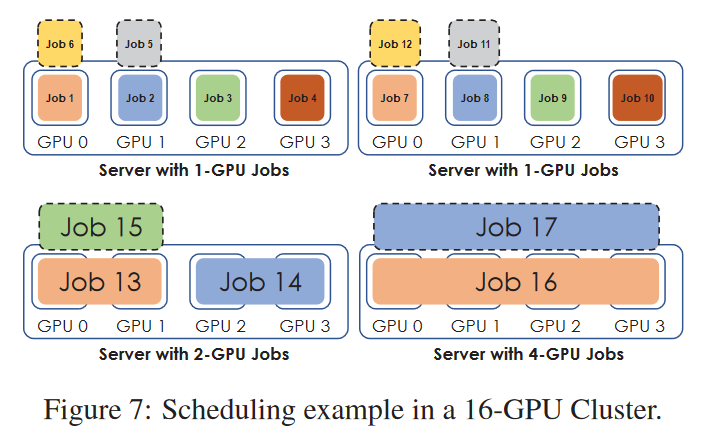 Job 6 Job 5 Job 12 Job 11
Job 1 Job 2 Job 3 Job 4 Job 7 Job 8 Job 9 Job 10
GPU 0 GPU 1 GPU 2 GPU 3 GPU 0 GPU 1 GPU 2 GPU 3
Server with 1-GPU Jobs Server with 1-GPU Jobs
Job 15 Job 17
Job 13 Job 14 Job 16
GPU 0 GPU 1 GPU 2 GPU 3 GPU 0 GPU 1 GPU 2 GPU 3
Server with 2-GPU Jobs Server with 4-GPU Jobs
Figure 7: Scheduling example in a 16-GPU Cluster.